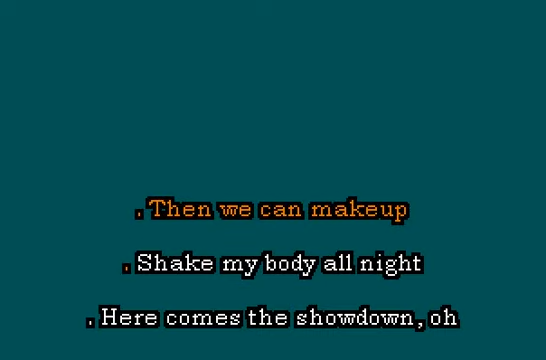 . Then we can makeup
. Shake my body all night
. Here comes the showdown, oh